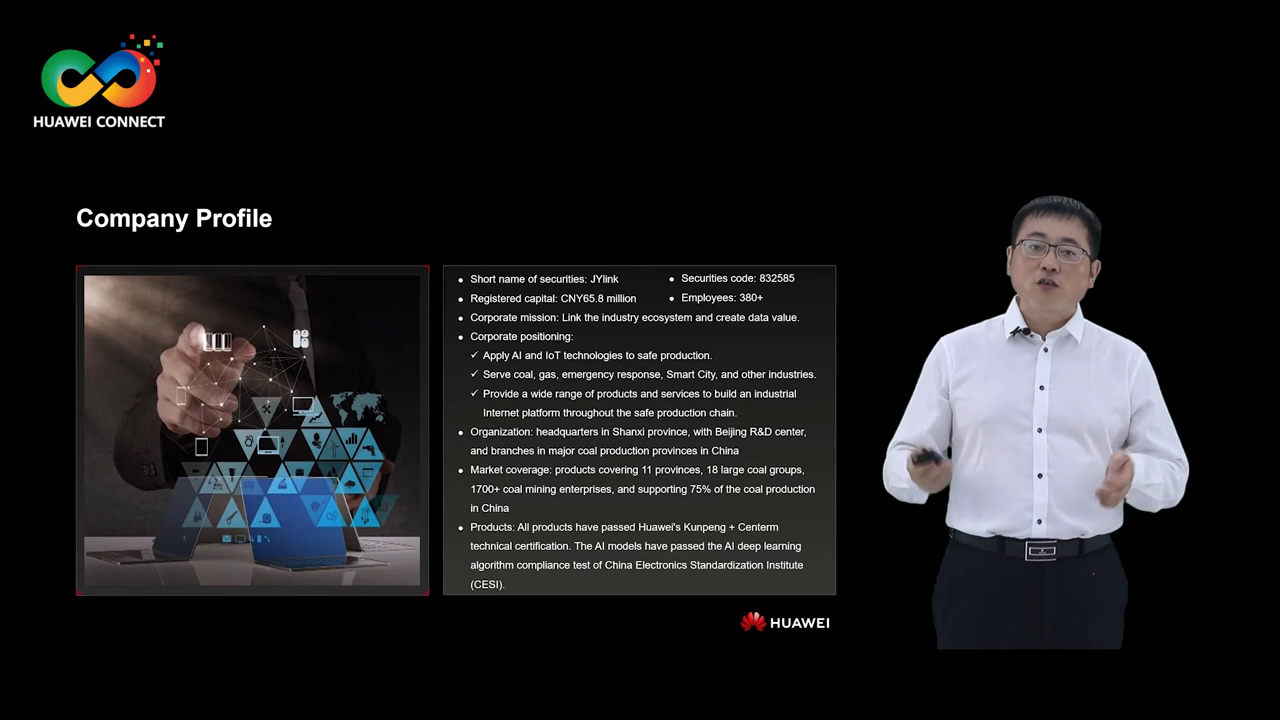 HUAWEI CONNECT
Company Profile
Short name of securities: JYlink
Securities code: 832585
Registered capital: CNY65.8 million
Employees: 380+
Corporate mission: Link the industry ecosystem and create data value.
Corporate positioning:
Apply AI and IoT technologies to safe production.
Serve coal, gas, emergency response, Smart City, and other industries.
Provide a wide range of products and services to build an industrial
Internet platform throughout the safe production chain.
Organization: headquarters in Shanxi province, with Beijing R&D center,
and branches in major coal production provinces in China
Market coverage: products covering 11 provinces, 18 large coal groups,
1700+ coal mining enterprises, and supporting 75% of the coal production
in China
Products: All products have passed Huawei's Kunpeng + Centerm
technical certification. The AI models have passed the AI deep learning
algorithm compliance test of China Electronics Standardization Institute
(CESI).
HUAWEI